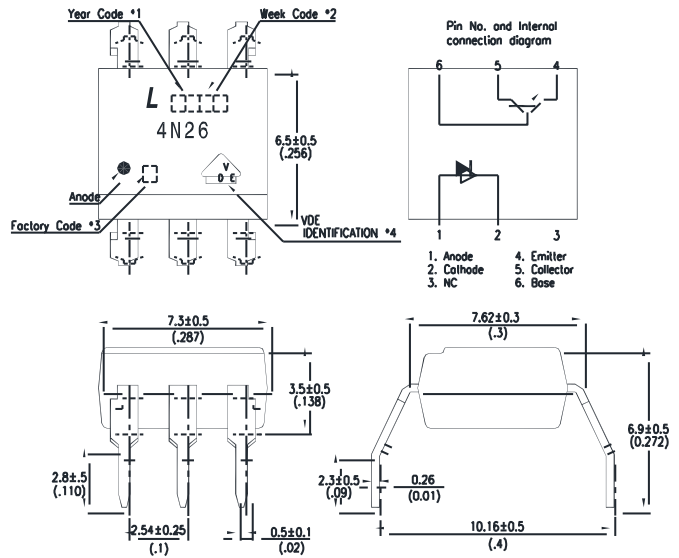 Year Code *1
Week Code *2
L
4N26
V
D E
Anode
Factory Code *3
6.5±0.5
(.256)
VDE
IDENTIFICATION *4
Pin No. and Internal
connection diagram
6 5 4
1 2 3
1. Anode
2. Cathode
3. NC
4. Emitter
5. Collector
6. Base
7.3±0.5
(.287)
3.5±0.5
(.138)
2.8±.5
(.110)
2.54±0.25
(.1)
0.5±0.1
(.02)
7.62±0.3
(.3)
6.9±0.5
(0.272)
2.3±0.5
(.09)
0.26
(0.01)
10.16±0.5
(.4)